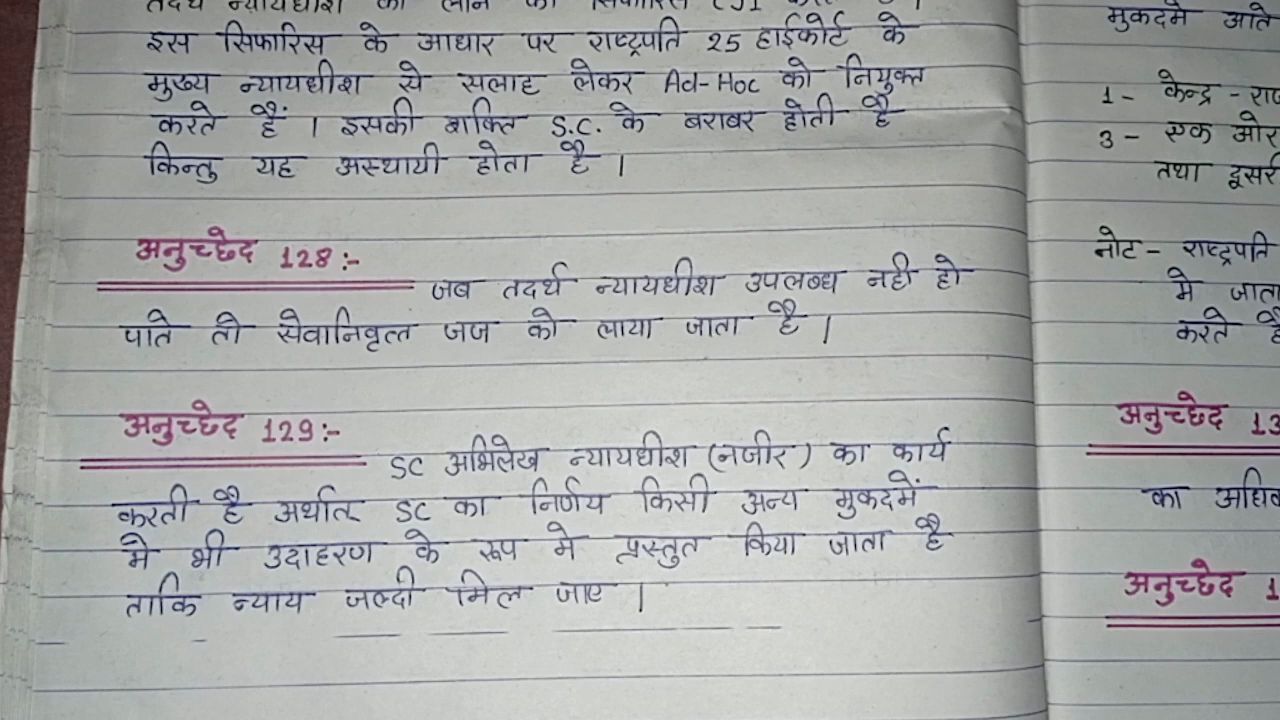 इस सिफारिस के आधार पर राष्ट्रपति 25 हाईकोर्ट के
मुख्य न्यायधीश से सलाह लेकर Ad-Hoc को नियुक्त
करते हैं । इसकी शक्ति S.C. के बराबर होती है
किन्तु यह अस्थायी होता है ।
अनुच्छेद 128:-
जब तदर्थ न्यायधीश उपलब्ध नही हो
पाते तो सेवानिवृत्त जज को लाया जाता है ।
अनुच्छेद 129:-
SC अभिलेख न्यायधीश (नजीर) का कार्य
करती है अर्थात् SC का निर्णय किसी अन्य मुकदमें
मे भी उदाहरण के रूप मे प्रस्तुत किया जाता है
ताकि न्याय जल्दी मिल जाए ।
मुकदमे आते
1- केन्द्र -
3- एक ओर
तथा दूसरी
नोट- राष्ट्रपति
मे जाता
करते
अनुच्छेद 13
का
अनुच्छेद 1